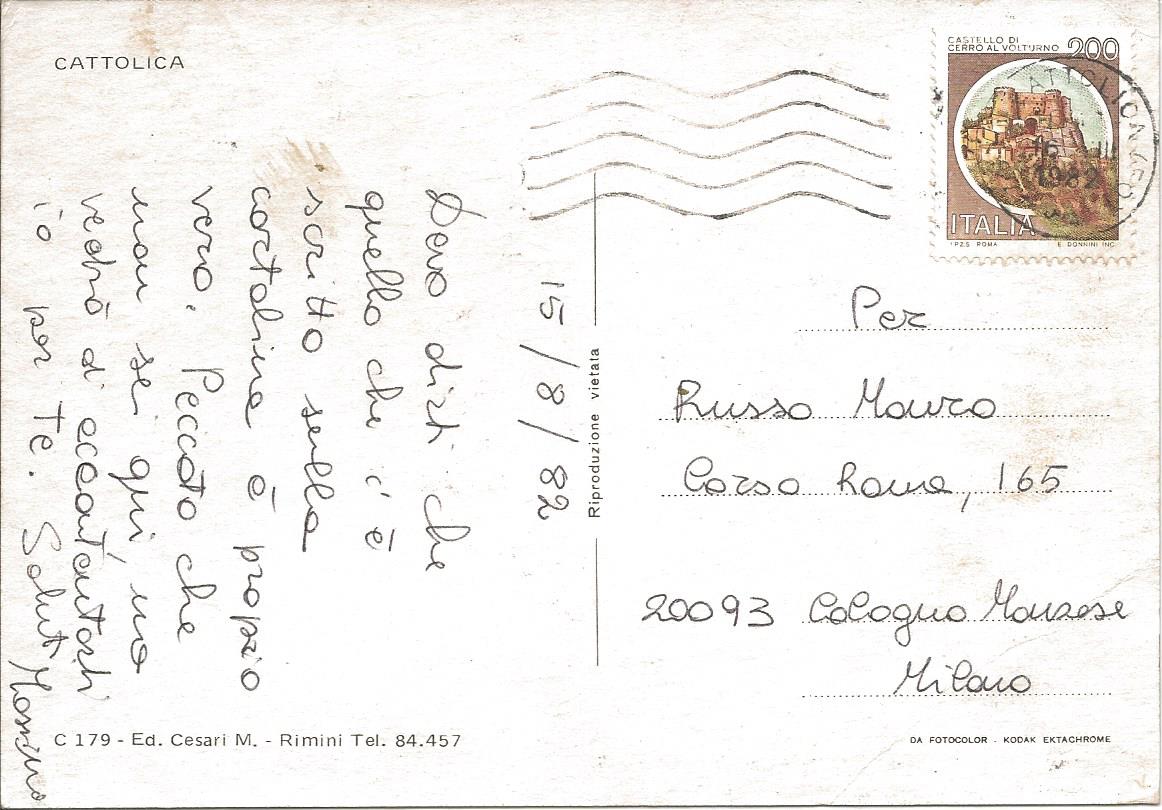 CATTOLICA
15/8/82
Devo dirti che
quello che c'è
scritto sulla
cartolina è proprio
vero. Peccato che
non sei qui, ma
vedrò di accontentarti
io per Te. Saluti
Massimo
C 179 - Ed. Cesari M. - Rimini Tel. 84.457
Riproduzione vietata
CASTELLO DI
CERRO AL VOLTURNO 200
ITALIA
I.P.Z.S. ROMA E. DONNINI INC.
1982
Per
Russo Mauro
Corso Roma, 165
20093 Cologno Monzese
Milano
DA FOTOCOLOR - KODAK EKTACHROME